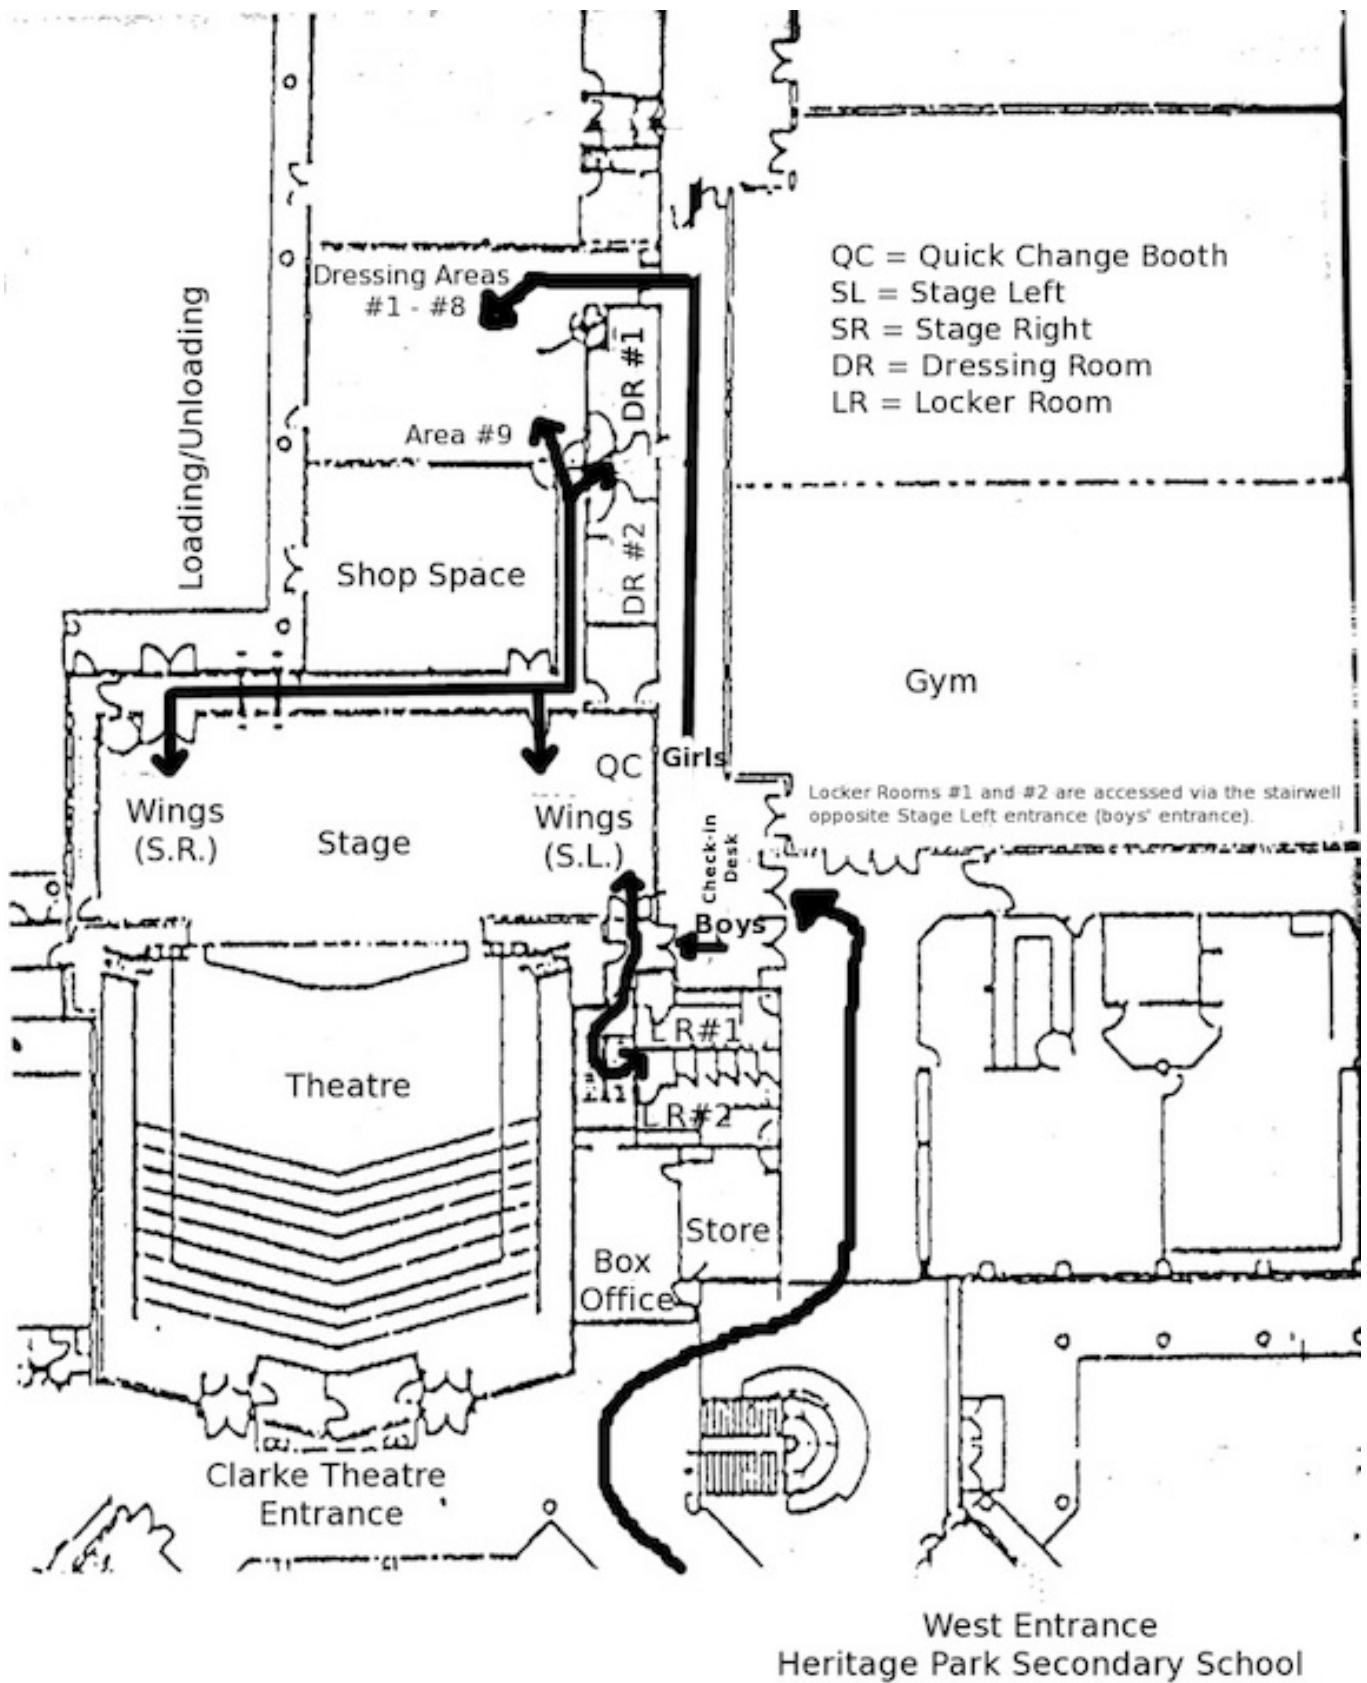 QC = Quick Change Booth
SL = Stage Left
SR = Stage Right
DR = Dressing Room
LR = Locker Room
Dressing Areas
#1 - #8
Loading/Unloading
DR #1
Area #9
Shop Space
DR #2
Gym
QC
Girls
Locker Rooms #1 and #2 are accessed via the stairwell
opposite Stage Left entrance (boys' entrance).
Wings
(S.R.)
Stage
Wings
(S.L.)
Check-in
Desk
Boys
LR#1
Theatre
LR#2
Store
Box
Office
Clarke Theatre
Entrance
West Entrance
Heritage Park Secondary School